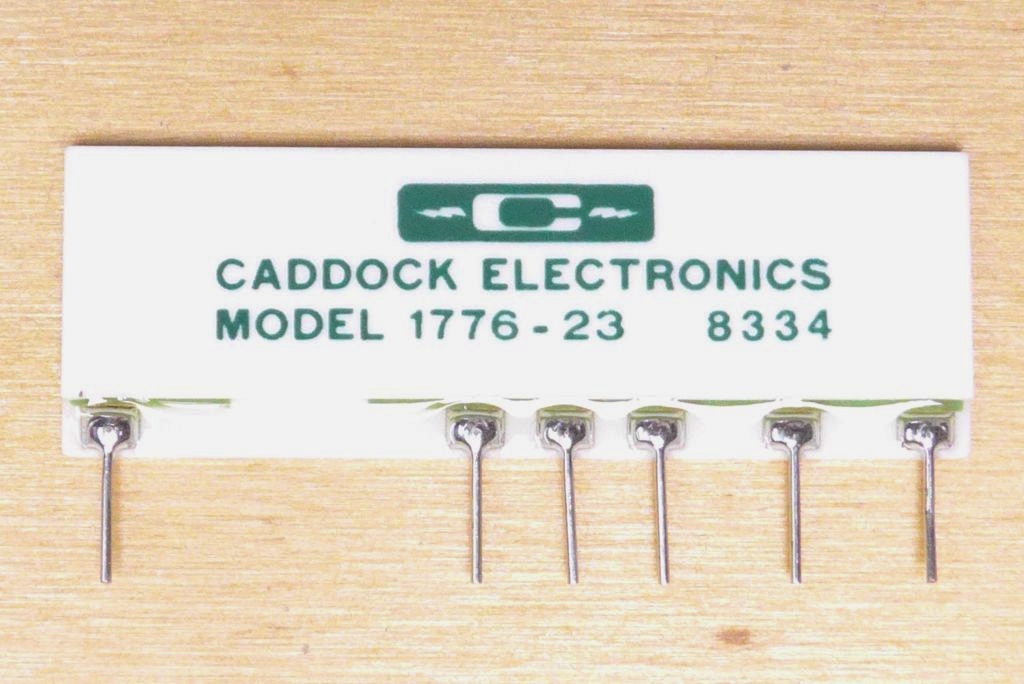 CADDOCK ELECTRONICS
MODEL 1776-23 8334